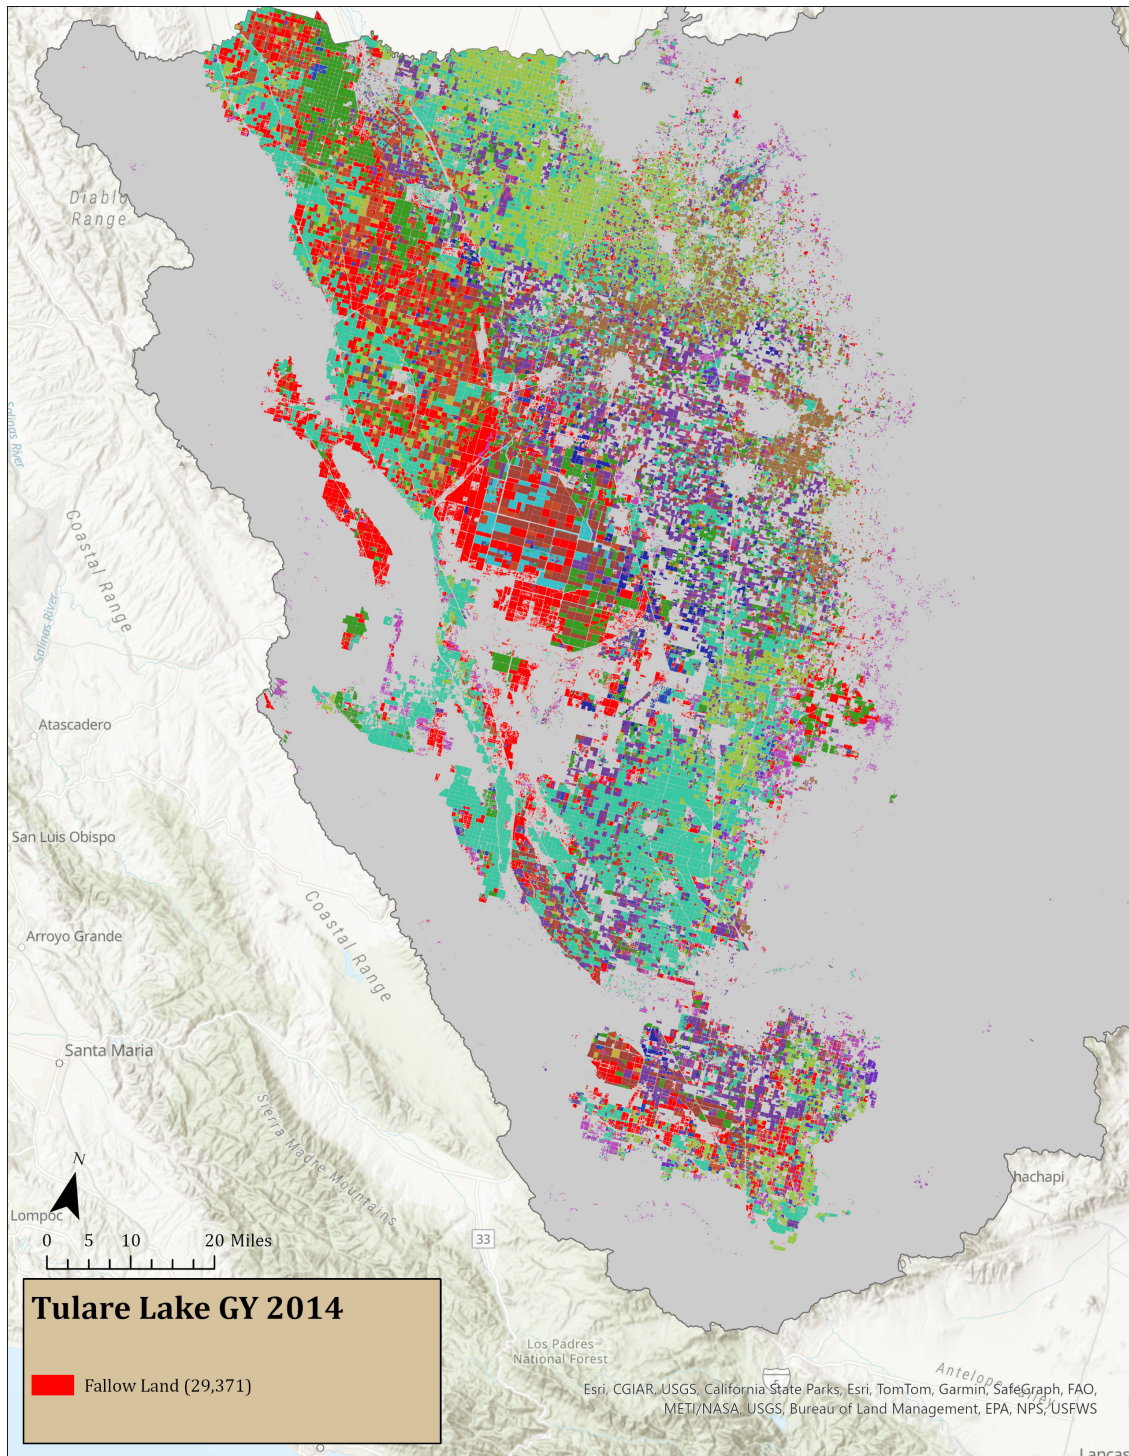 Diablo
Range
Salinas River
Coastal Range
Salinas River
Atascadero
San Luis Obispo
Coastal Range
Arroyo Grande
Santa Maria
Sierra Madre Mountains
N
hachapi
Lompoc
0 5 10 20 Miles
33
Tulare Lake GY 2014
Fallow Land (29,371)
Los Padres
National Forest
5
Antelope Valley
Esri, CGIAR, USGS, California State Parks, Esri, TomTom, Garmin, SafeGraph, FAO,
METI/NASA, USGS, Bureau of Land Management, EPA, NPS, USFWS
Lancas